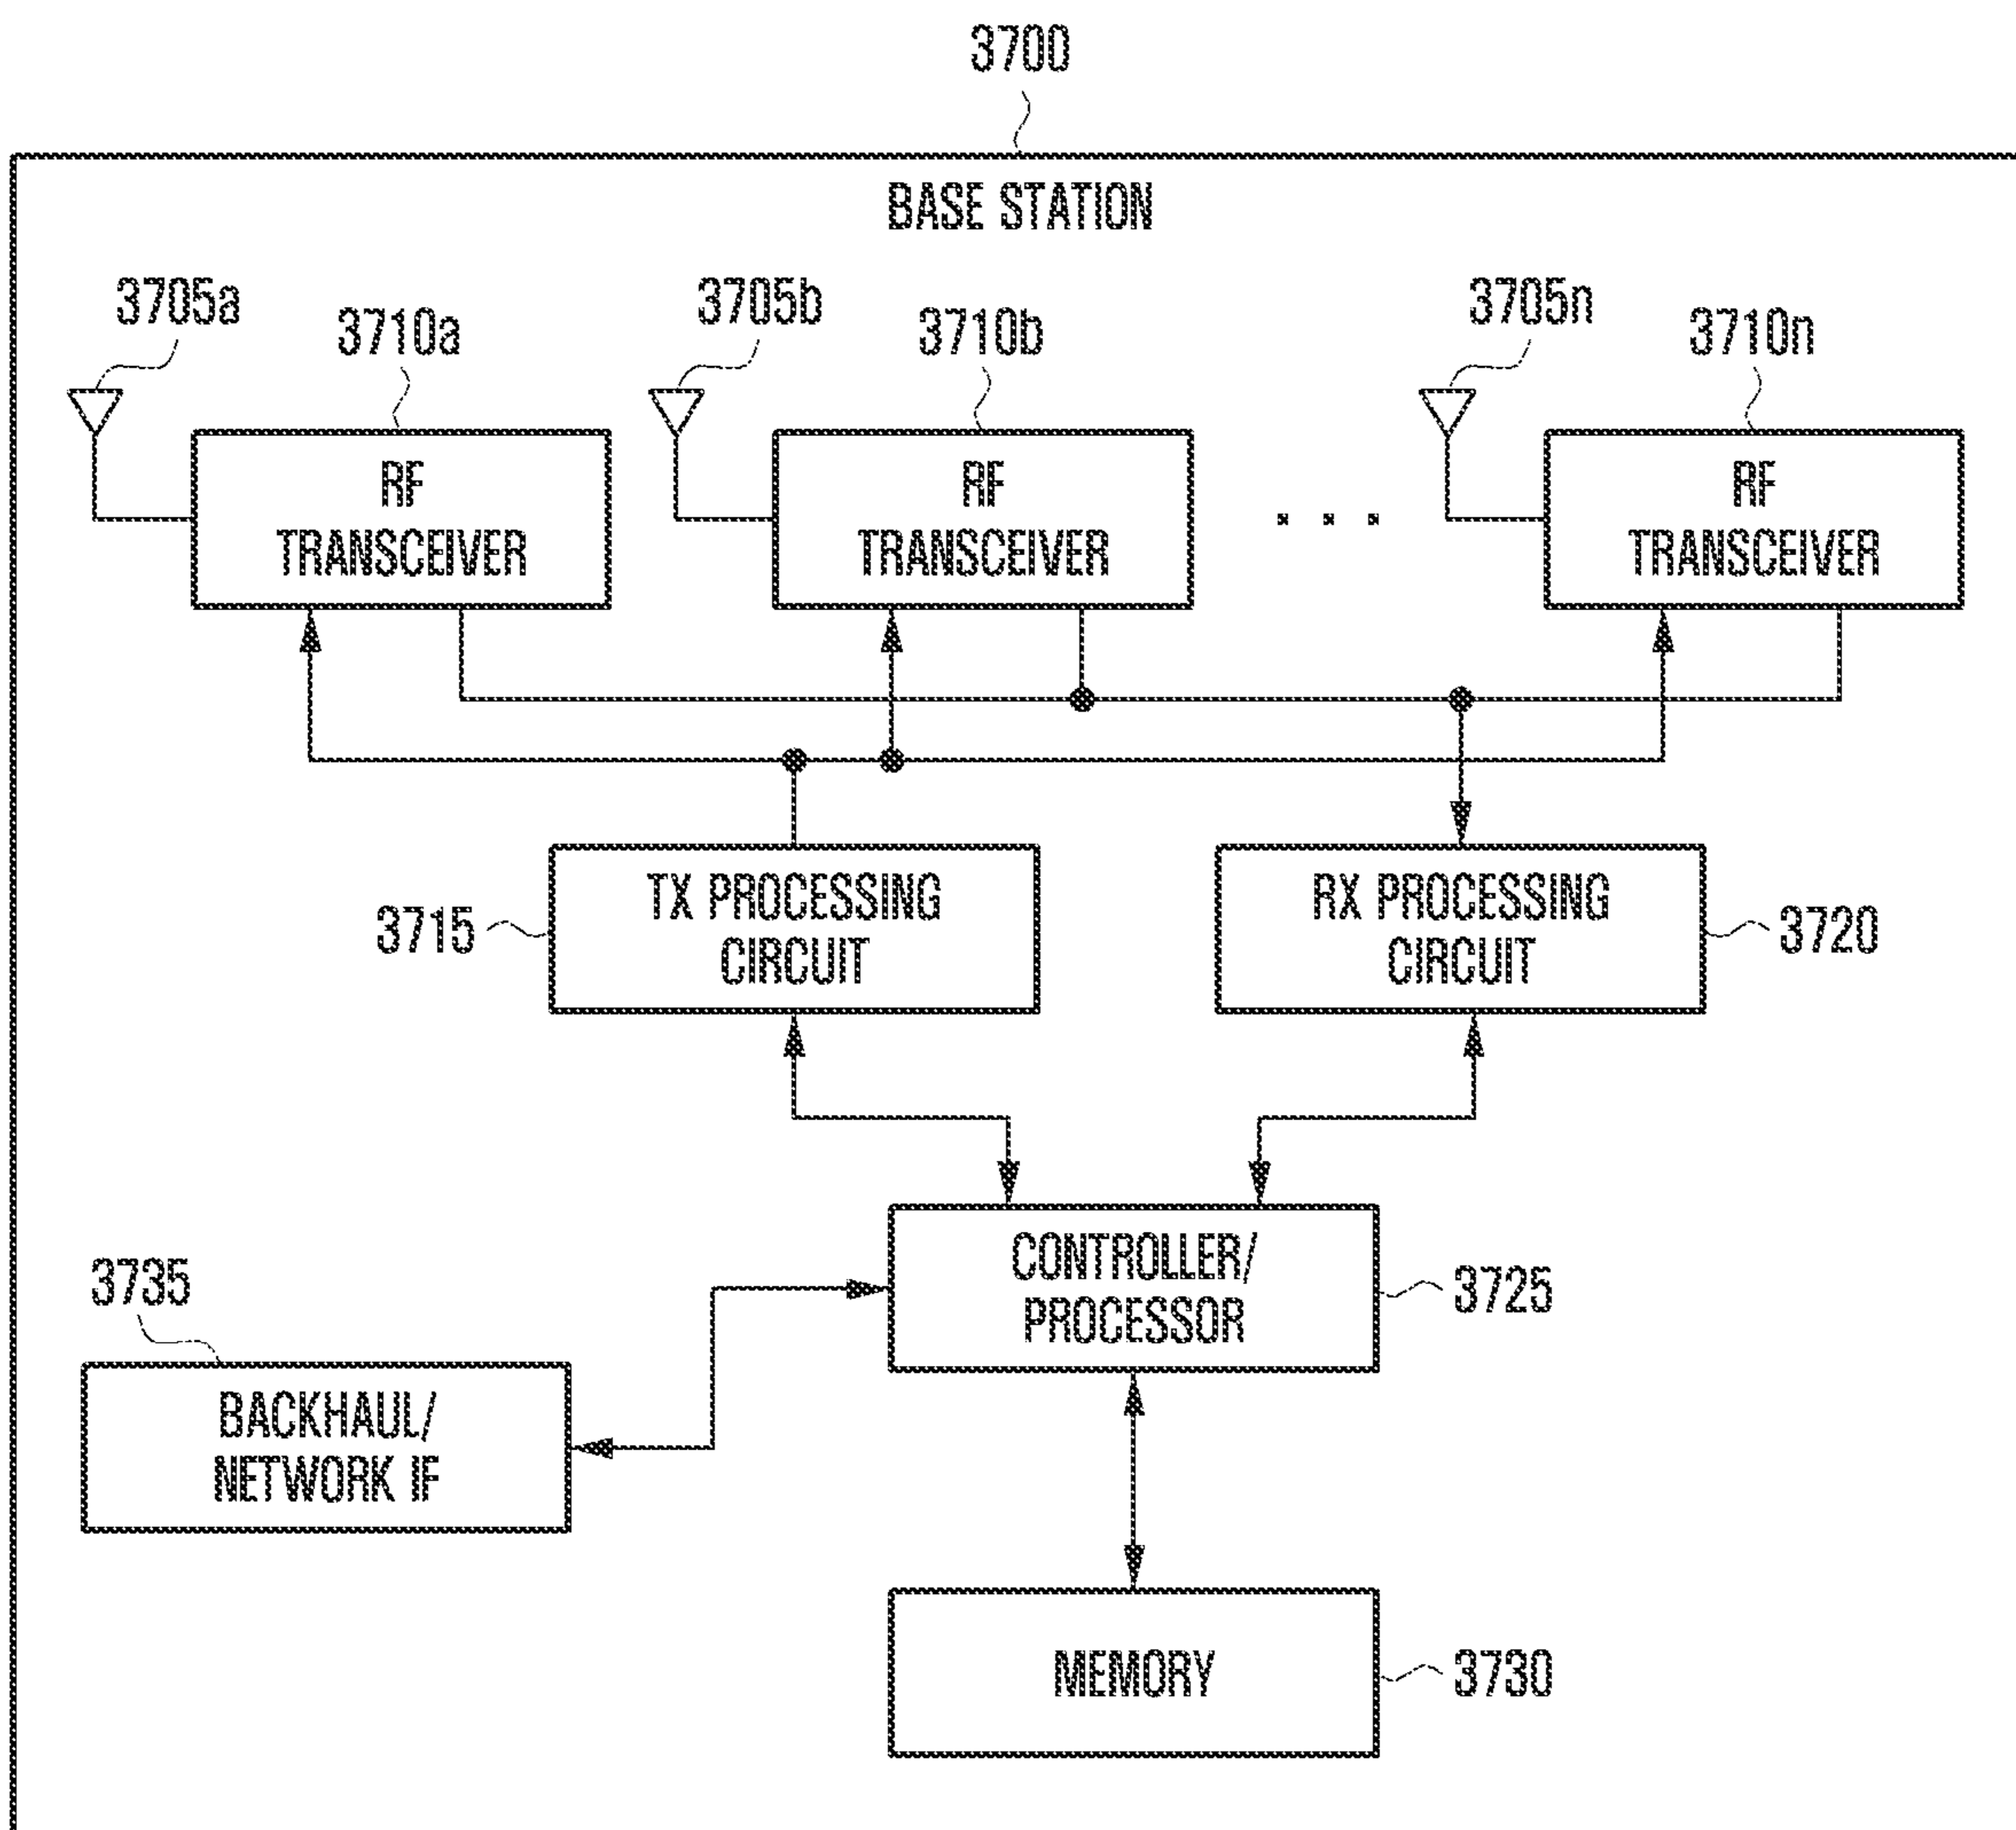 3700
BASE STATION
3705a
3710a
3705b
3710b
3705n
3710n
RF
TRANSCEIVER
RF
TRANSCEIVER
. . .
RF
TRANSCEIVER
3715
TX PROCESSING
CIRCUIT
RX PROCESSING
CIRCUIT
3720
CONTROLLER/
PROCESSOR
3725
3735
BACKHAUL/
NETWORK IF
MEMORY
3730